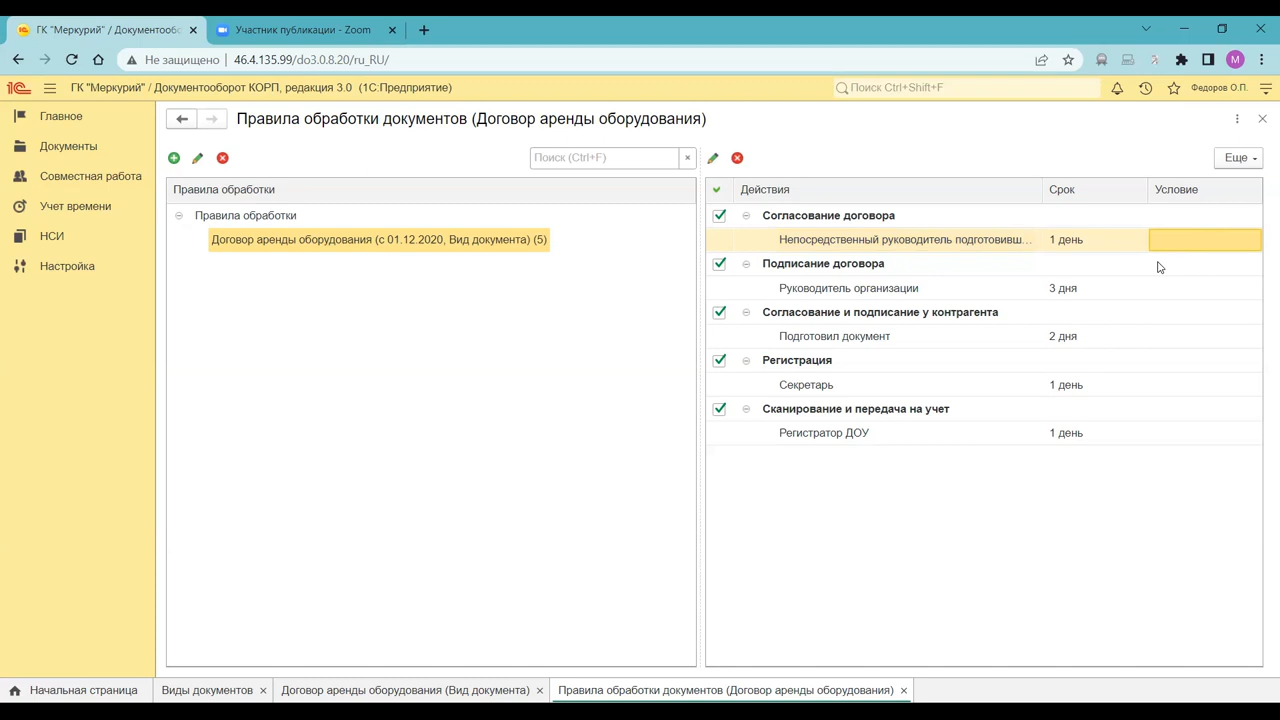 ГК "Меркурий" / Документообо
Участник публикации - Zoom
Не защищено
46.4.135.99/do3.0.8.20/ru_RU/
M
1С
ГК "Меркурий" / Документооборот КОРП, редакция 3.0 (1С:Предприятие)
Поиск Ctrl+Shift+F
Федоров О.П.
Главное
Документы
Совместная работа
Учет времени
НСИ
Настройка
Правила обработки документов (Договор аренды оборудования)
Поиск (Ctrl+F)
×
Еще
Правила обработки
Правила обработки
Договор аренды оборудования (с 01.12.2020, Вид документа) (5)
Действия Срок Условие
Согласование договора
Непосредственный руководитель подготовивш... 1 день
Подписание договора
Руководитель организации 3 дня
Согласование и подписание у контрагента
Подготовил документ 2 дня
Регистрация
Секретарь 1 день
Сканирование и передача на учет
Регистратор ДОУ 1 день
Начальная страница
Виды документов ×
Договор аренды оборудования (Вид документа) ×
Правила обработки документов (Договор аренды оборудования) ×